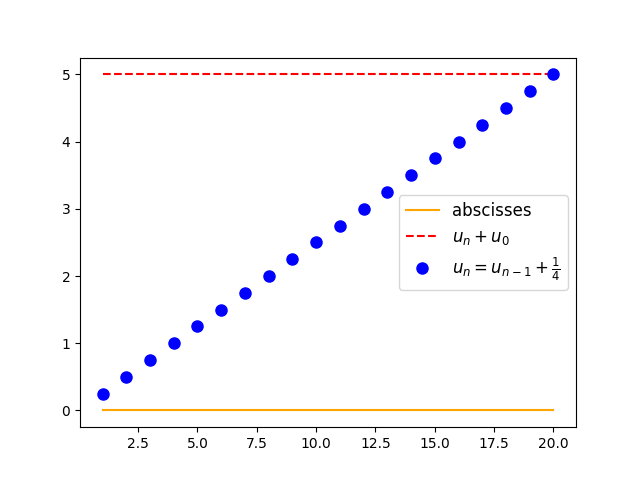 5
4
3
2
1
0
2.5 5.0 7.5 10.0 12.5 15.0 17.5 20.0
abscisses
$u_n + u_0$
$u_n = u_{n-1} + \frac{1}{4}$